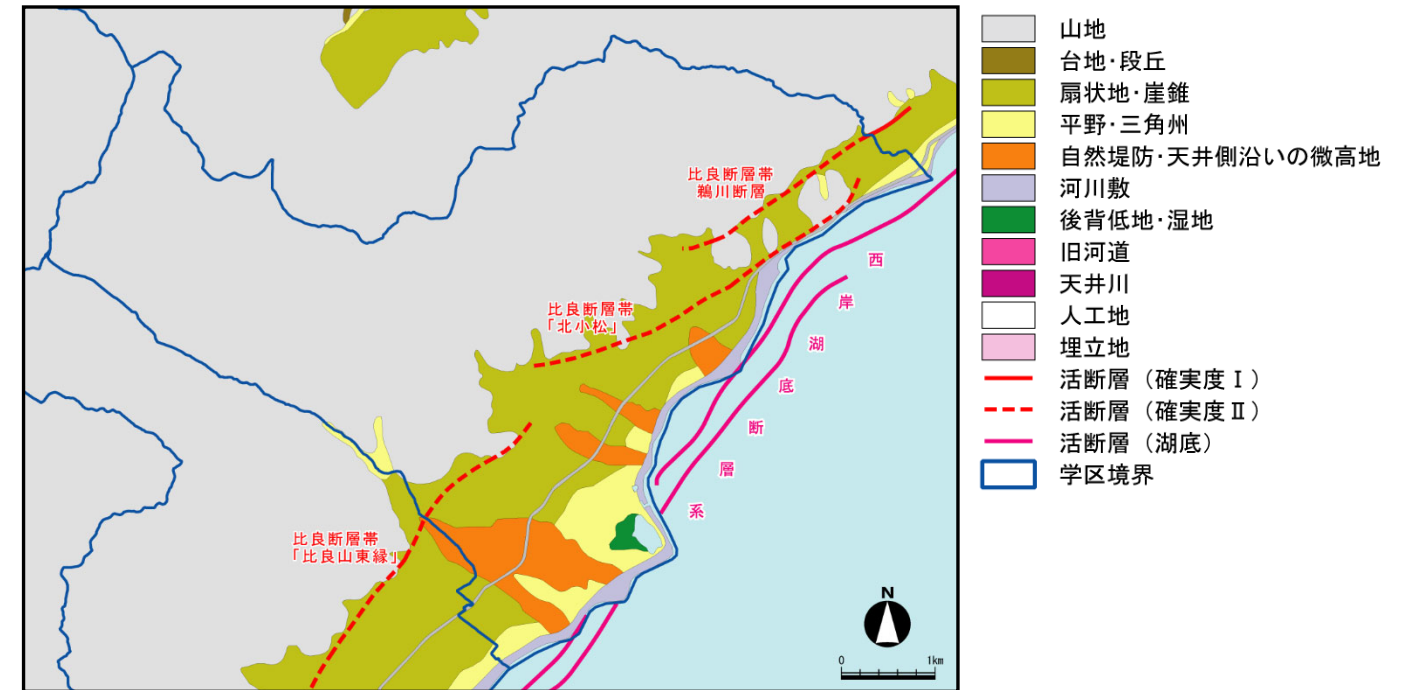 比良断層帯
鵜川断層
比良断層帯
「北小松」
比良断層帯
「比良山東縁」
西岸湖底断層系
N
0 1km
山地
台地・段丘
扇状地・崖錐
平野・三角州
自然堤防・天井側沿いの微高地
河川敷
後背低地・湿地
旧河道
天井川
人工地
埋立地
活断層（確実度Ⅰ）
活断層（確実度Ⅱ）
活断層（湖底）
学区境界